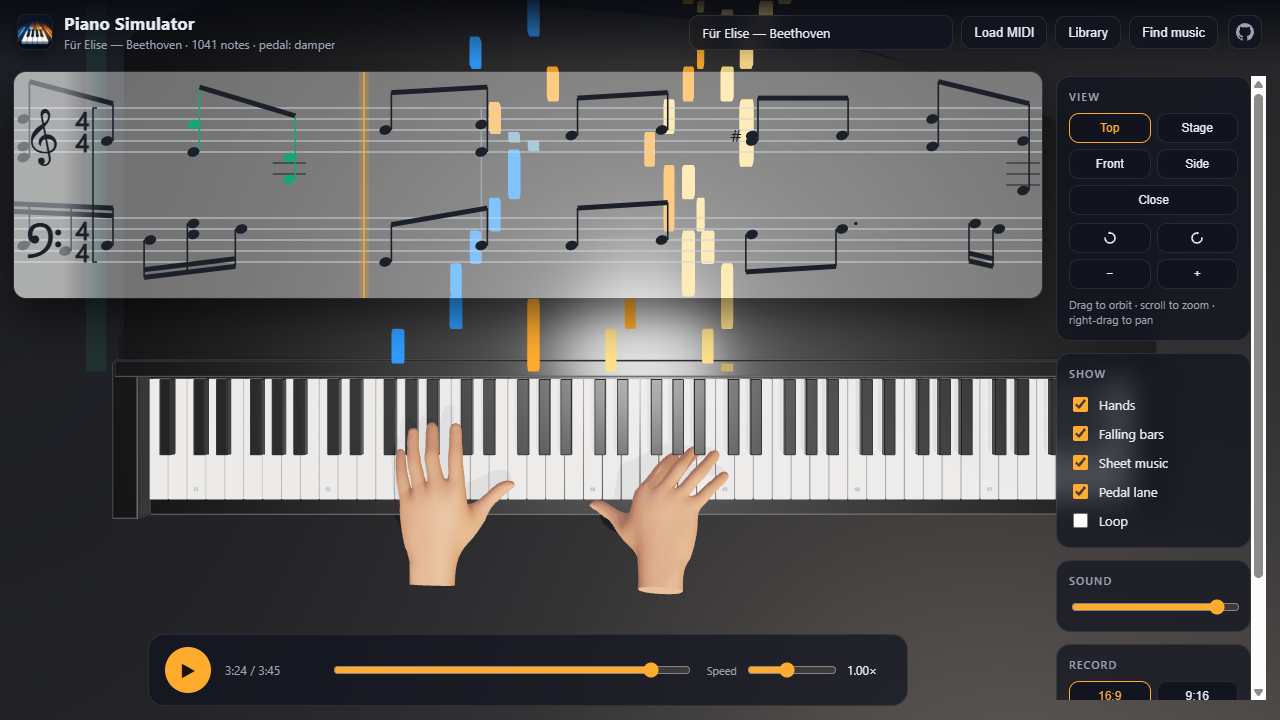 Piano Simulator
Für Elise — Beethoven · 1041 notes · pedal: damper
Für Elise — Beethoven
Load MIDI
Library
Find music
VIEW
Top
Stage
Front
Side
Close
−
+
Drag to orbit · scroll to zoom ·
right-drag to pan
SHOW
Hands
Falling bars
Sheet music
Pedal lane
Loop
SOUND
RECORD
16:9
9:16
3:24 / 3:45
Speed
1.00×